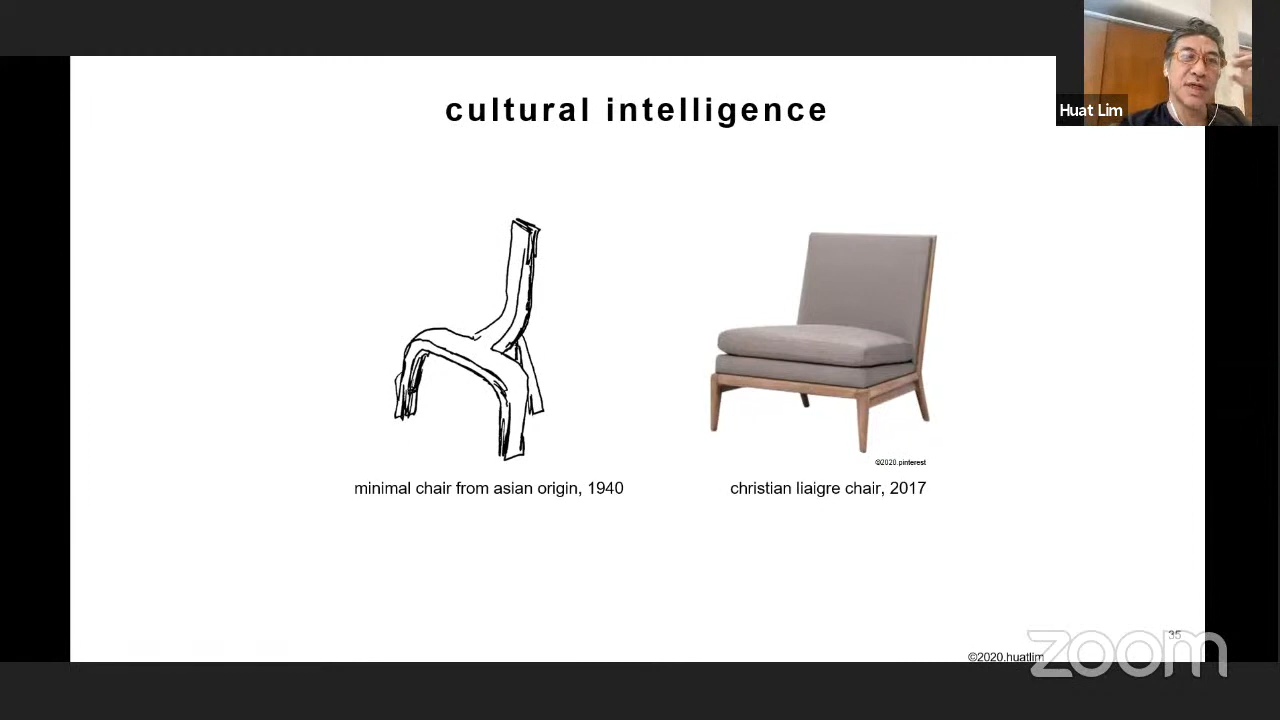 cultural intelligence
Huat Lim
©2020.pinterest
minimal chair from asian origin, 1940
christian liaigre chair, 2017
35
©2020.huatlim
zoom